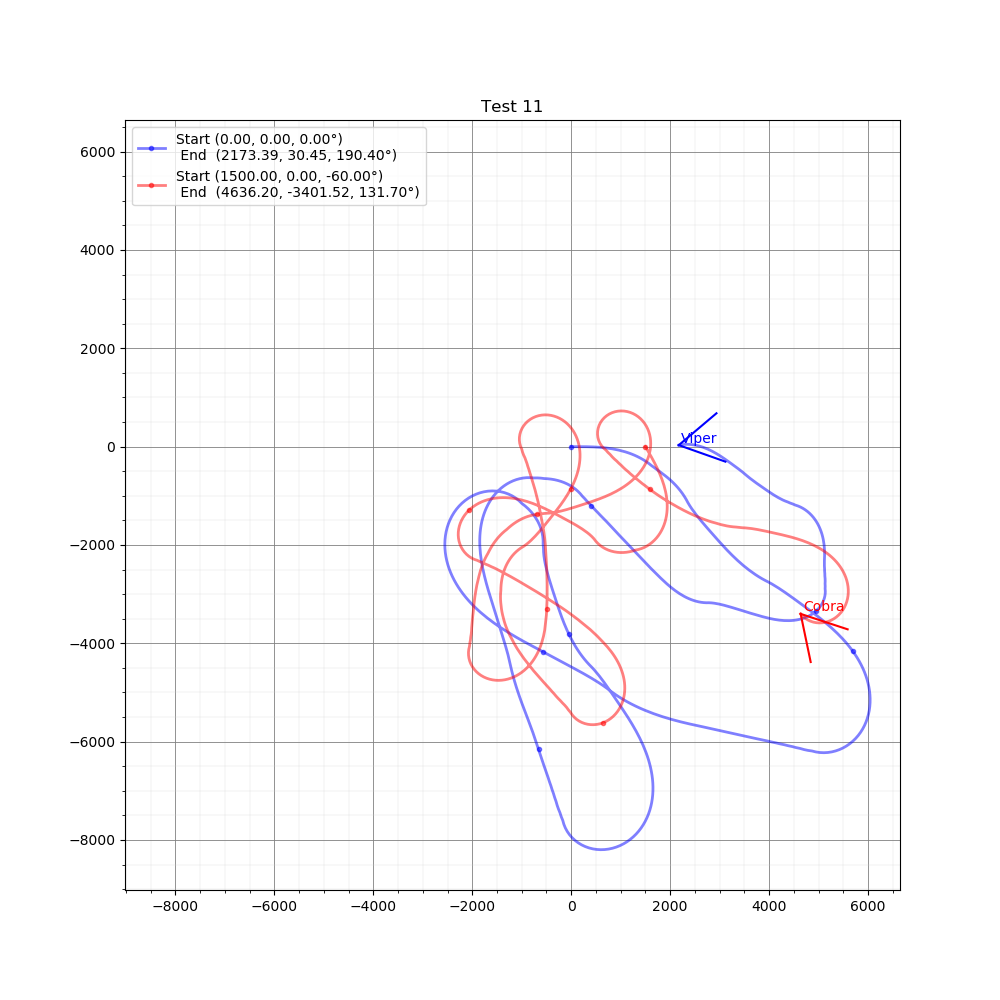 Test 11
Start (0.00, 0.00, 0.00°)
End  (2173.39, 30.45, 190.40°)
Start (1500.00, 0.00, -60.00°)
End  (4636.20, -3401.52, 131.70°)
Viper
Cobra
6000
4000
2000
0
−2000
−4000
−6000
−8000
−8000 −6000 −4000 −2000 0 2000 4000 6000